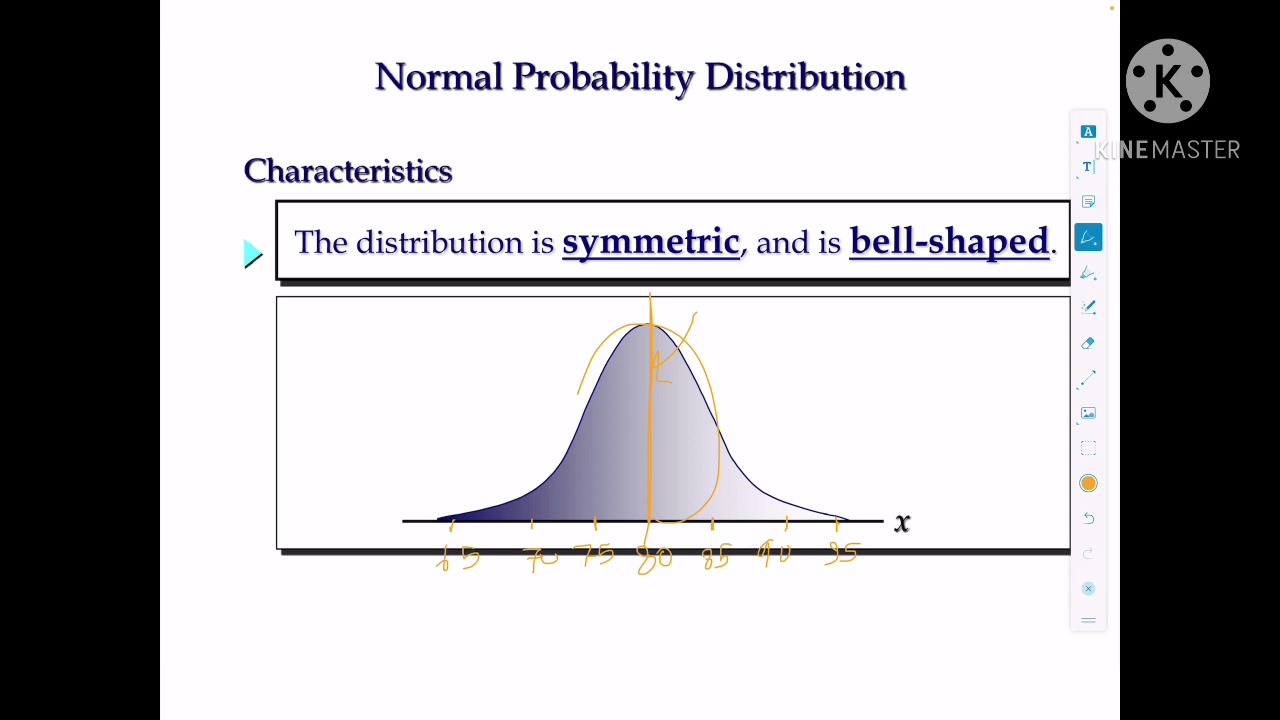 Normal Probability Distribution
K
KINEMASTER
A
T
Characteristics
The distribution is symmetric, and is bell-shaped.
x
65 70 75 80 85 90 95